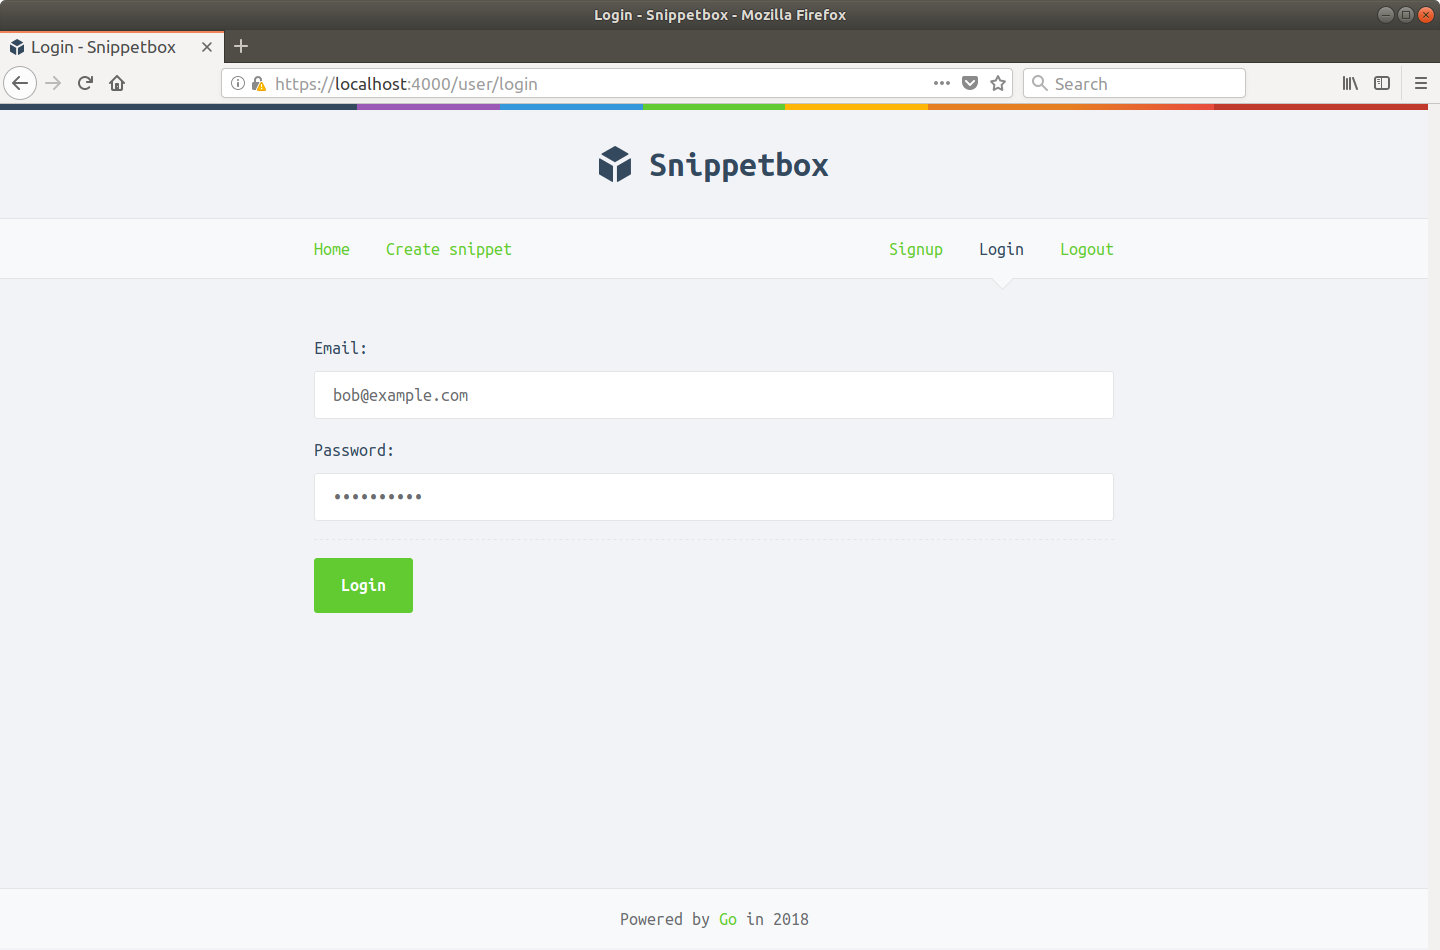 Login - Snippetbox - Mozilla Firefox
Login - Snippetbox
https://localhost:4000/user/login
Search
Snippetbox
Home Create snippet Signup Login Logout
Email:
bob@example.com
Password:
••••••••••
Login
Powered by Go in 2018